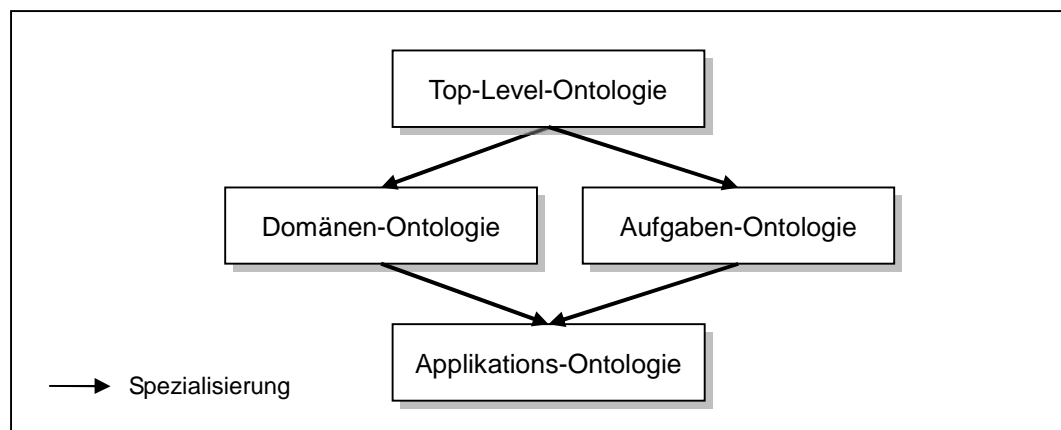 Top-Level-Ontologie
Domänen-Ontologie
Aufgaben-Ontologie
Applikations-Ontologie
Spezialisierung